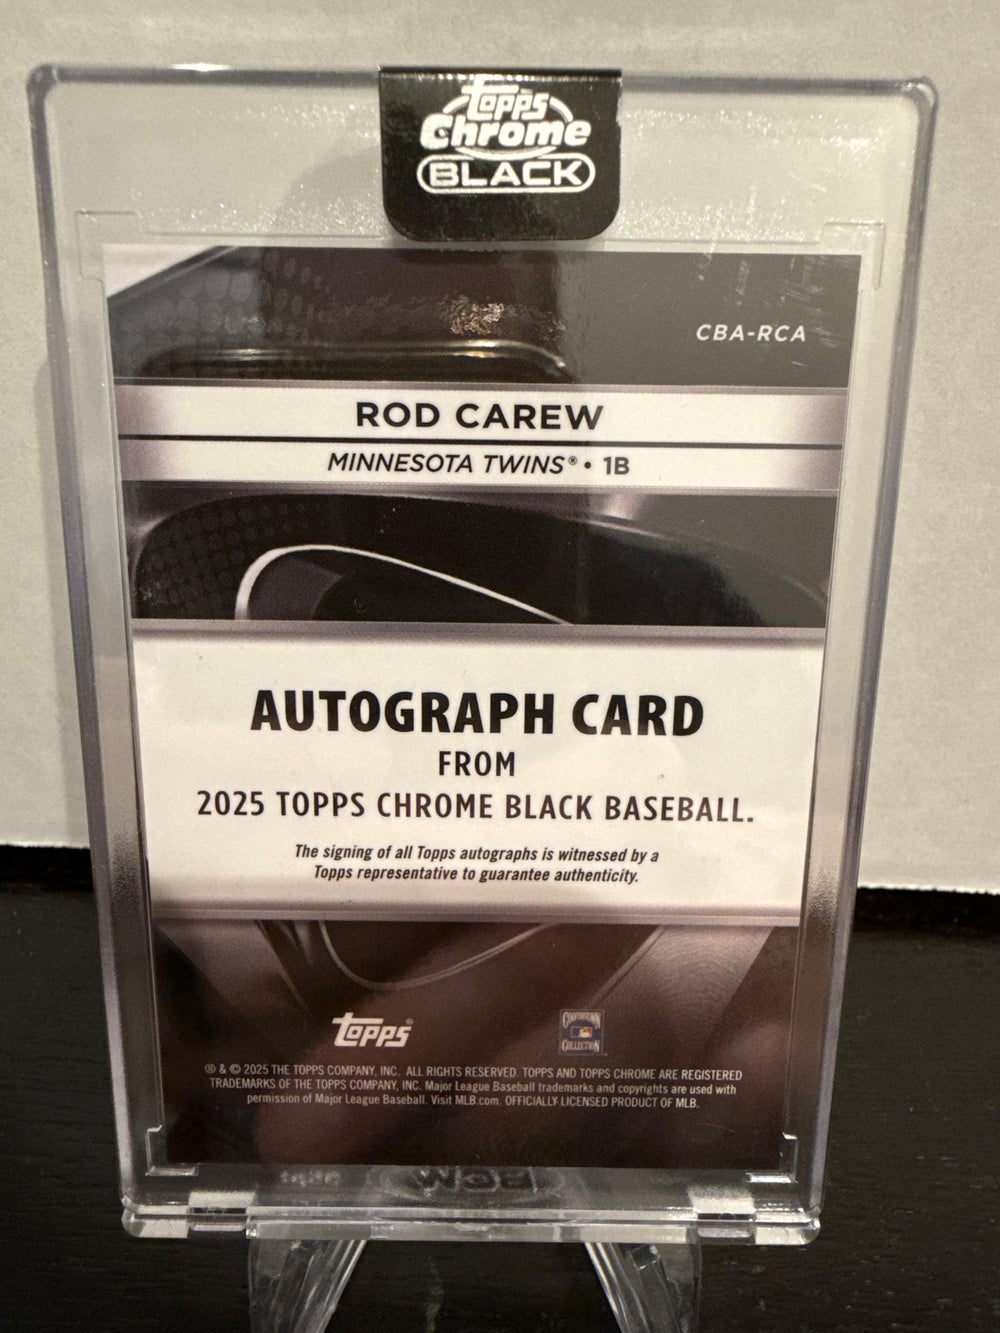 Topps
Chrome
BLACK
CBA-RCA
ROD CAREW
MINNESOTA TWINS® • 1B
AUTOGRAPH CARD
FROM
2025 TOPPS CHROME BLACK BASEBALL.
The signing of all Topps autographs is witnessed by a
Topps representative to guarantee authenticity.
Topps®
COOPERSTOWN
COLLECTION
® & © 2025 THE TOPPS COMPANY, INC. ALL RIGHTS RESERVED. TOPPS AND TOPPS CHROME ARE REGISTERED
TRADEMARKS OF THE TOPPS COMPANY, INC. Major League Baseball trademarks and copyrights are used with
permission of Major League Baseball. Visit MLB.com. OFFICIALLY LICENSED PRODUCT OF MLB.